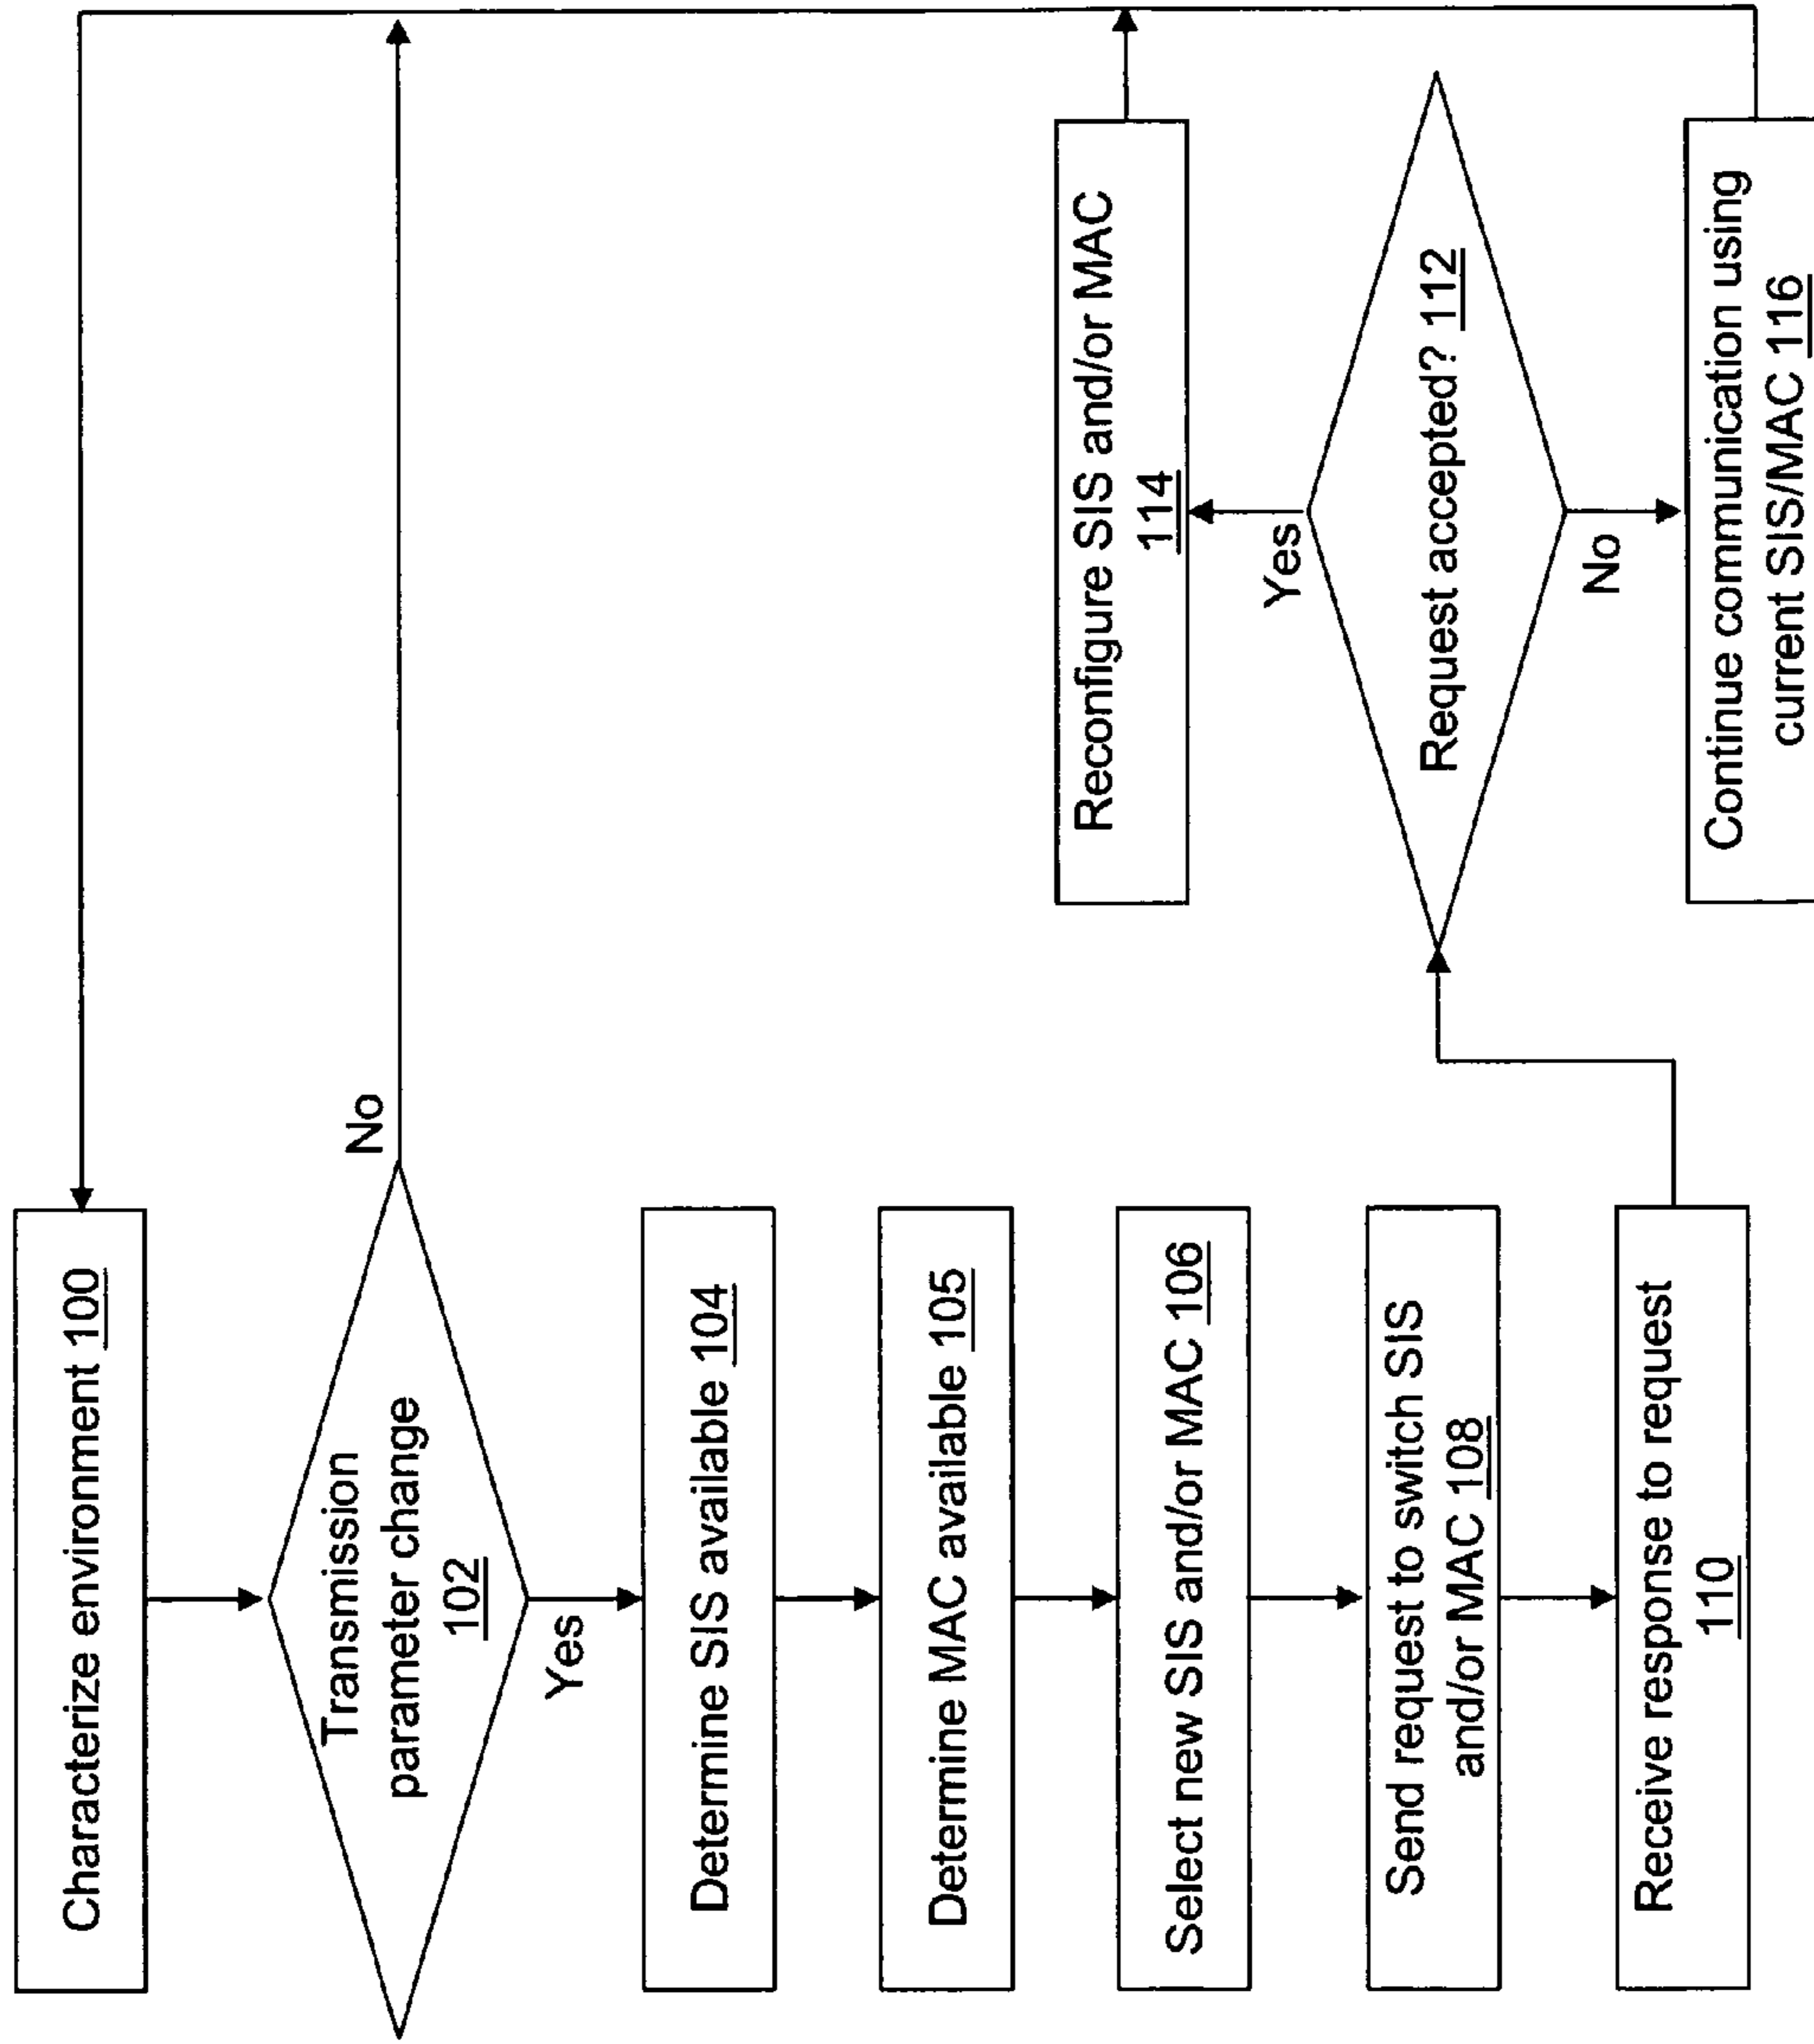 Characterize environment 100
Transmission
parameter change
102
No
Yes
Determine SIS available 104
Determine MAC available 105
Select new SIS and/or MAC 106
Send request to switch SIS
and/or MAC 108
Receive response to request
110
Reconfigure SIS and/or MAC
114
Yes
Request accepted? 112
No
Continue communication using
current SIS/MAC 116